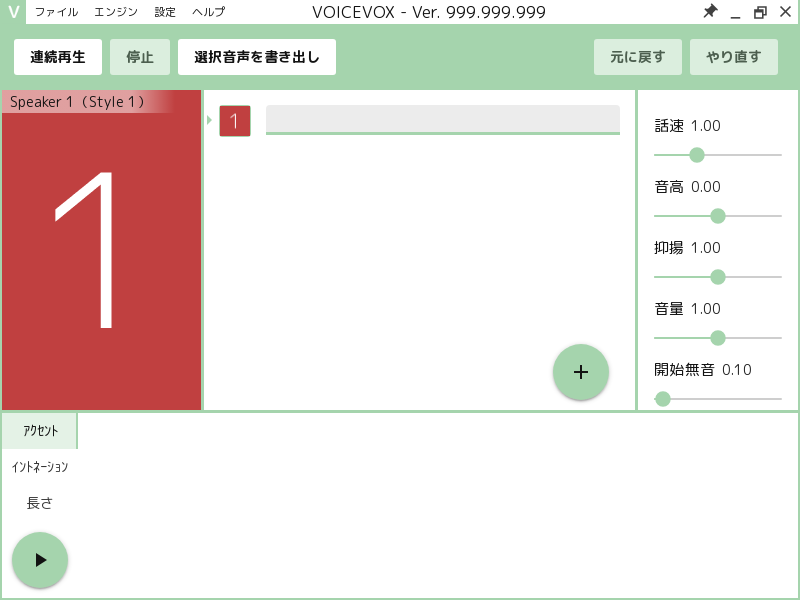 V ファイル エンジン 設定 ヘルプ VOICEVOX - Ver. 999.999.999
連続再生 停止 選択音声を書き出し 元に戻す やり直す
Speaker 1（Style 1）
1
1
話速 1.00
音高 0.00
抑揚 1.00
音量 1.00
開始無音 0.10
ｱｸｾﾝﾄ
ｲﾝﾄﾈｰｼｮﾝ
長さ